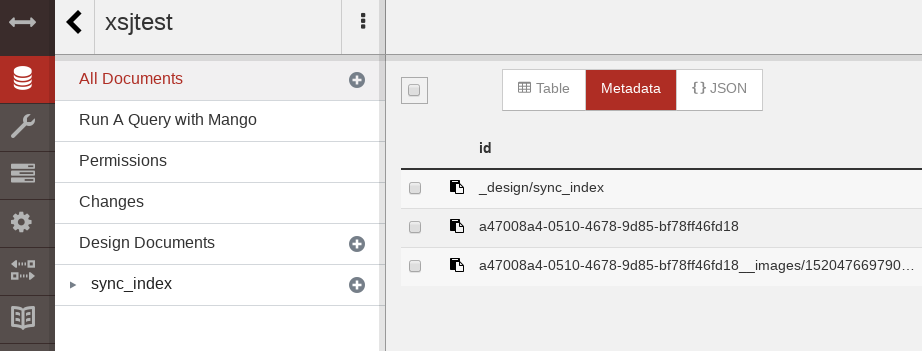 xsjtest
All Documents
Run A Query with Mango
Permissions
Changes
Design Documents
sync_index
Table
Metadata
{} JSON
id
_design/sync_index
a47008a4-0510-4678-9d85-bf78ff46fd18
a47008a4-0510-4678-9d85-bf78ff46fd18__images/152047669790…